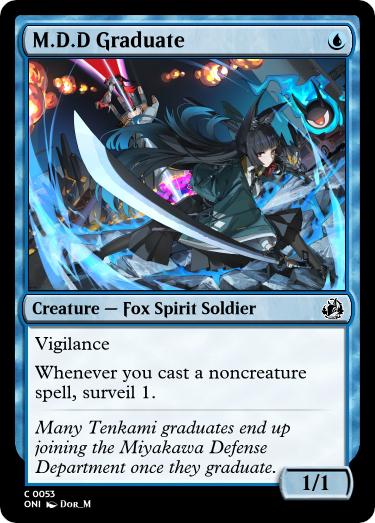 M.D.D Graduate
Creature — Fox Spirit Soldier
Vigilance
Whenever you cast a noncreature
spell, surveil 1.
Many Tenkami graduates end up
joining the Miyakawa Defense
Department once they graduate.
1/1
C 0053
ONI Dor_M